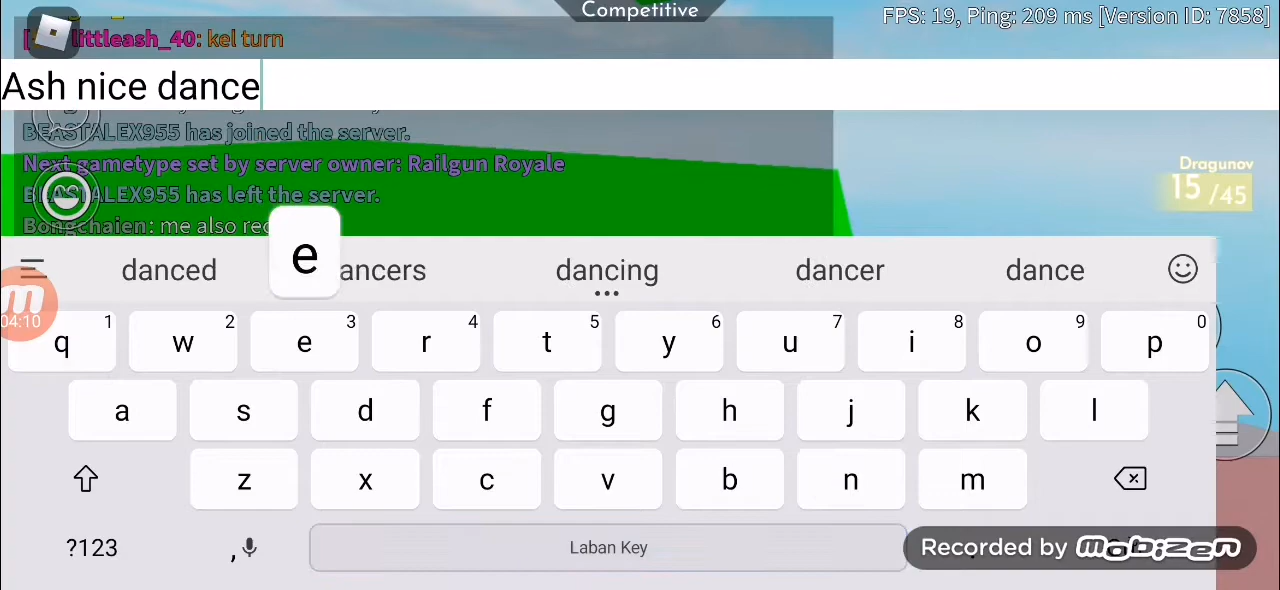 Competitive
FPS: 19, Ping: 209 ms [Version ID: 7858]
littleash_40: kel turn
Ash nice dance
BEASTALEX955 has joined the server.
Next gametype set by server owner: Railgun Royale
BEASTALEX955 has left the server.
Bongchaien: me also
Dragunov
15 /45
e
danced ancers dancing dancer dance
04:10
q 1 w 2 e 3 r 4 t 5 y 6 u 7 i 8 o 9 p 0
a s d f g h j k l
z x c v b n m
?123 , Laban Key
Recorded by Mobizen